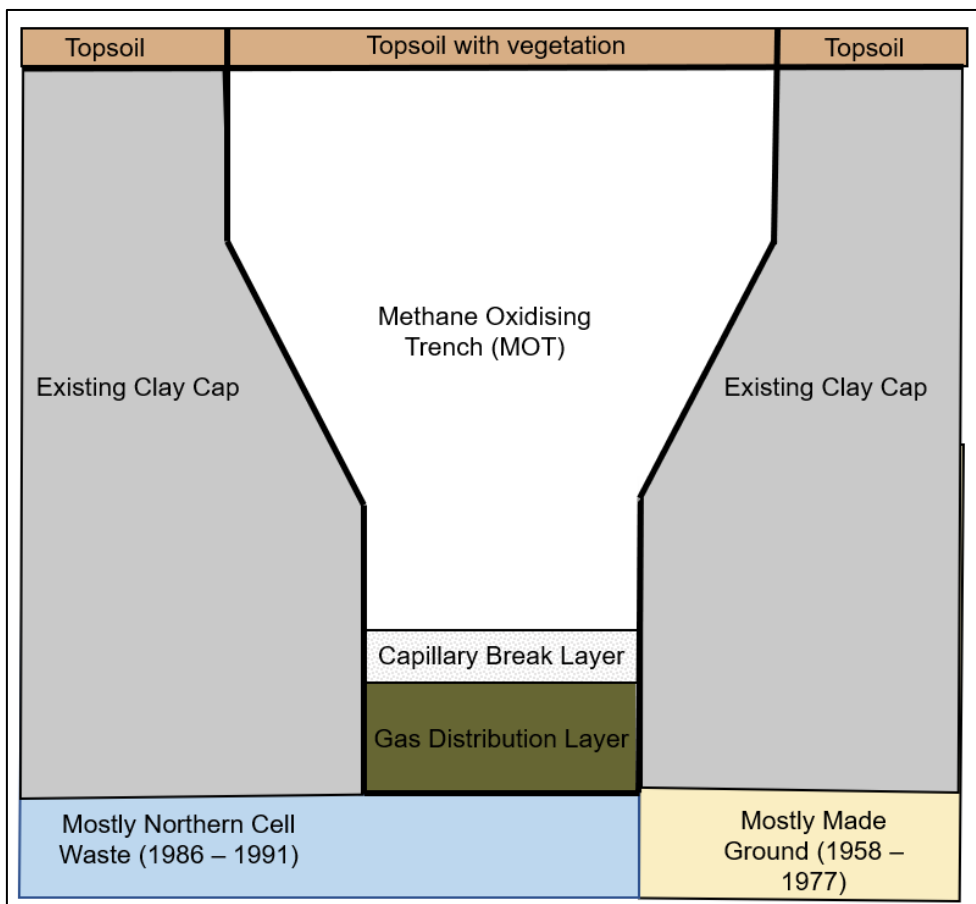 Topsoil
Topsoil with vegetation
Topsoil
Methane Oxidising
Trench (MOT)
Existing Clay Cap
Existing Clay Cap
Capillary Break Layer
Gas Distribution Layer
Mostly Northern Cell
Waste (1986 – 1991)
Mostly Made
Ground (1958 –
1977)